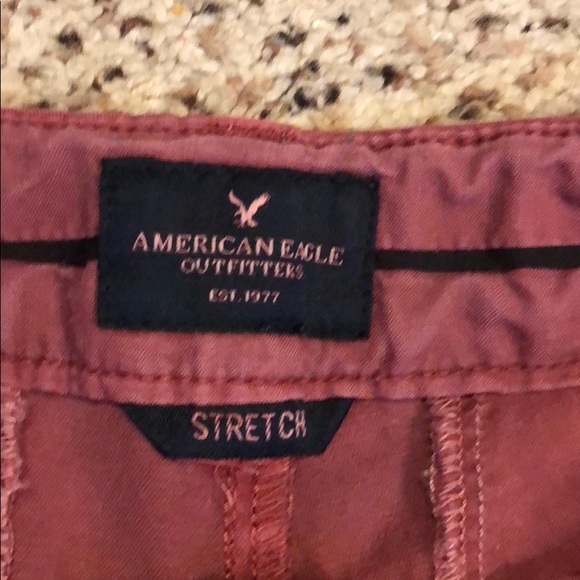 AMERICAN EAGLE
OUTFITTERS
EST. 1977
STRETCH